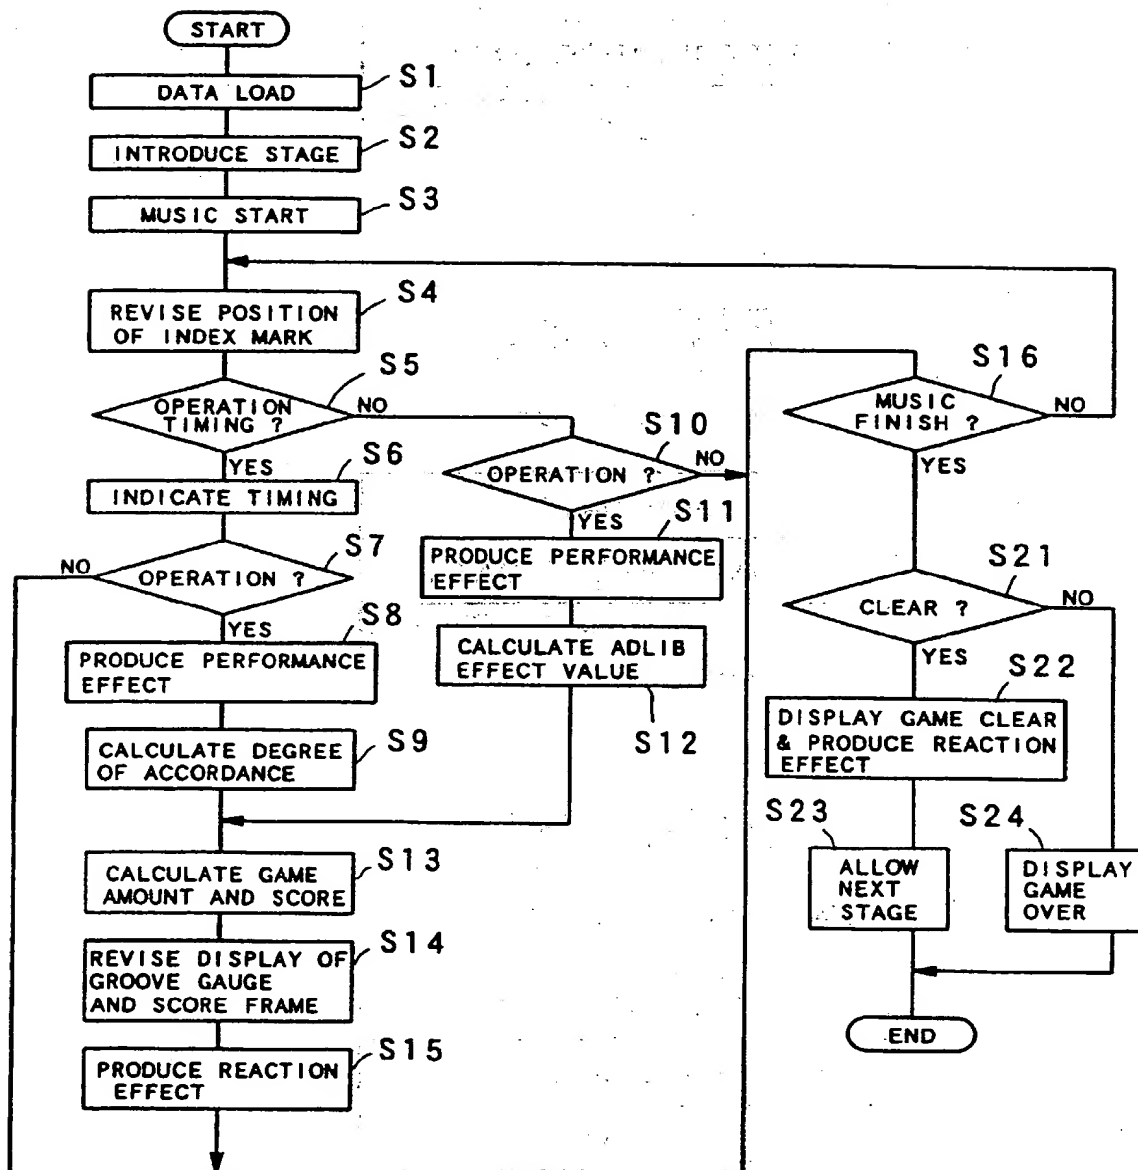 START
S1
DATA LOAD
S2
INTRODUCE STAGE
S3
MUSIC START
S4
REVISE POSITION
OF INDEX MARK
S5
OPERATION
TIMING ?
NO
YES
S6
INDICATE TIMING
S7
NO
OPERATION ?
YES
S8
PRODUCE PERFORMANCE
EFFECT
S9
CALCULATE DEGREE
OF ACCORDANCE
S10
OPERATION ?
NO
YES
S11
PRODUCE PERFORMANCE
EFFECT
CALCULATE ADLIB
EFFECT VALUE
S12
S13
CALCULATE GAME
AMOUNT AND SCORE
S14
REVISE DISPLAY OF
GROOVE GAUGE
AND SCORE FRAME
S15
PRODUCE REACTION
EFFECT
S16
MUSIC
FINISH ?
NO
YES
S21
CLEAR ?
NO
YES
S22
DISPLAY GAME CLEAR
& PRODUCE REACTION
EFFECT
S23
ALLOW
NEXT
STAGE
S24
DISPLAY
GAME
OVER
END